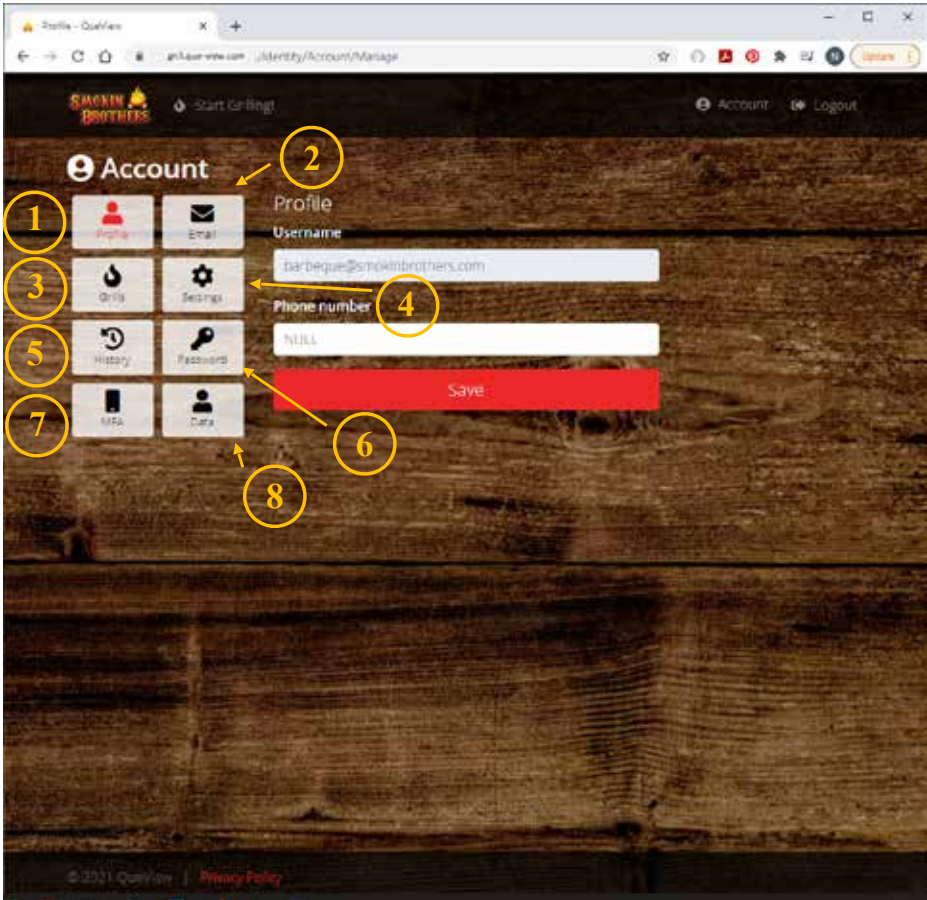 Profile - QueView
/Identity/Account/Manage
N
Update
SMOKIN
BROTHERS
Start Grilling!
Account
Logout
Account
2
1
Profile
Email
Profile
Username
barbeque@smokinbrothers.com
3
Grills
Settings
4
Phone number
NULL
5
History
Password
Save
7
MFA
Data
6
8
© 2021 QueView | Privacy Policy